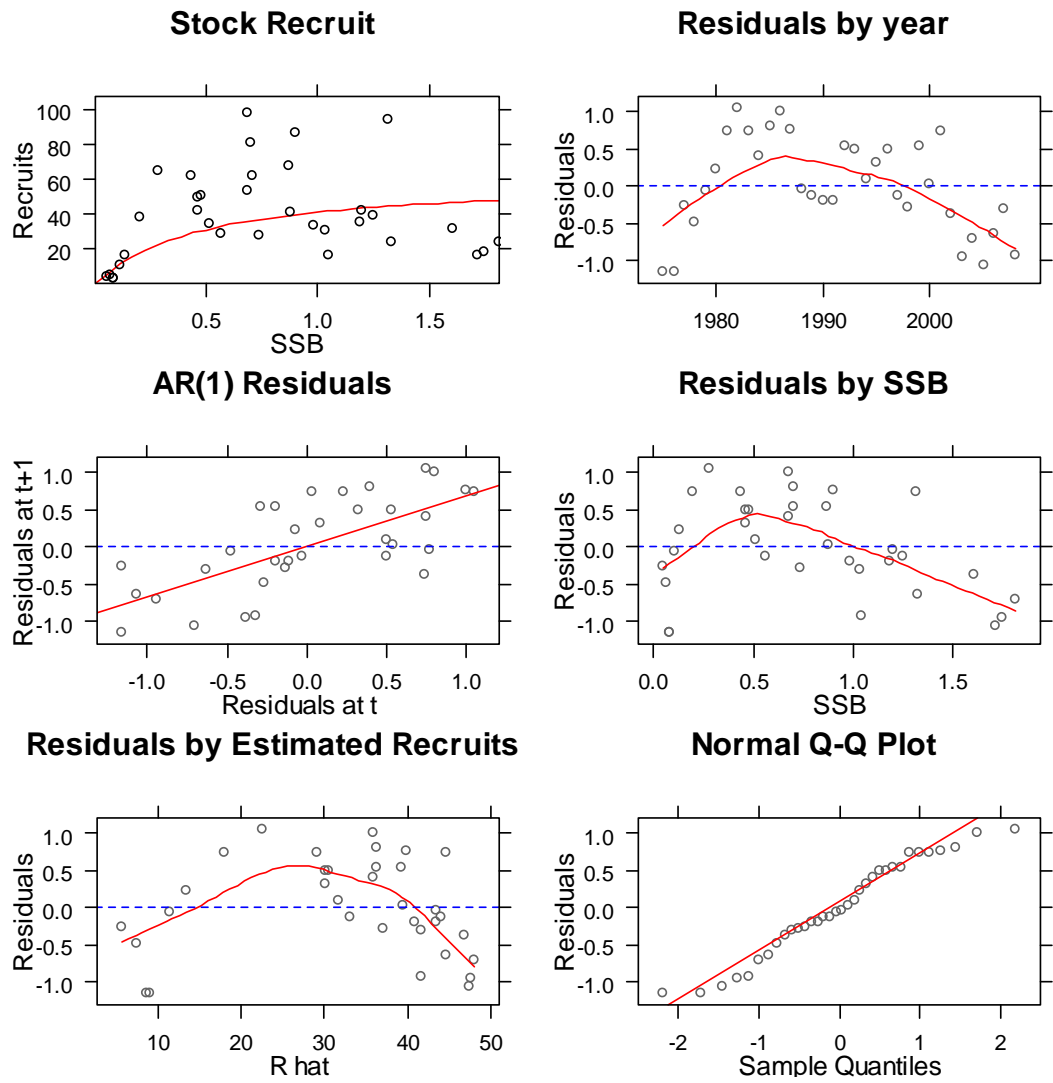 Stock Recruit
Recruits
100
80
60
40
20
0.5 1.0 1.5
SSB
Residuals by year
Residuals
1.0
0.5
0.0
-0.5
-1.0
1980 1990 2000
AR(1) Residuals
Residuals at t+1
1.0
0.5
0.0
-0.5
-1.0
-1.0 -0.5 0.0 0.5 1.0
Residuals at t
Residuals by SSB
Residuals
1.0
0.5
0.0
-0.5
-1.0
0.0 0.5 1.0 1.5
SSB
Residuals by Estimated Recruits
Residuals
1.0
0.5
0.0
-0.5
-1.0
10 20 30 40 50
R hat
Normal Q-Q Plot
Residuals
1.0
0.5
0.0
-0.5
-1.0
-2 -1 0 1 2
Sample Quantiles